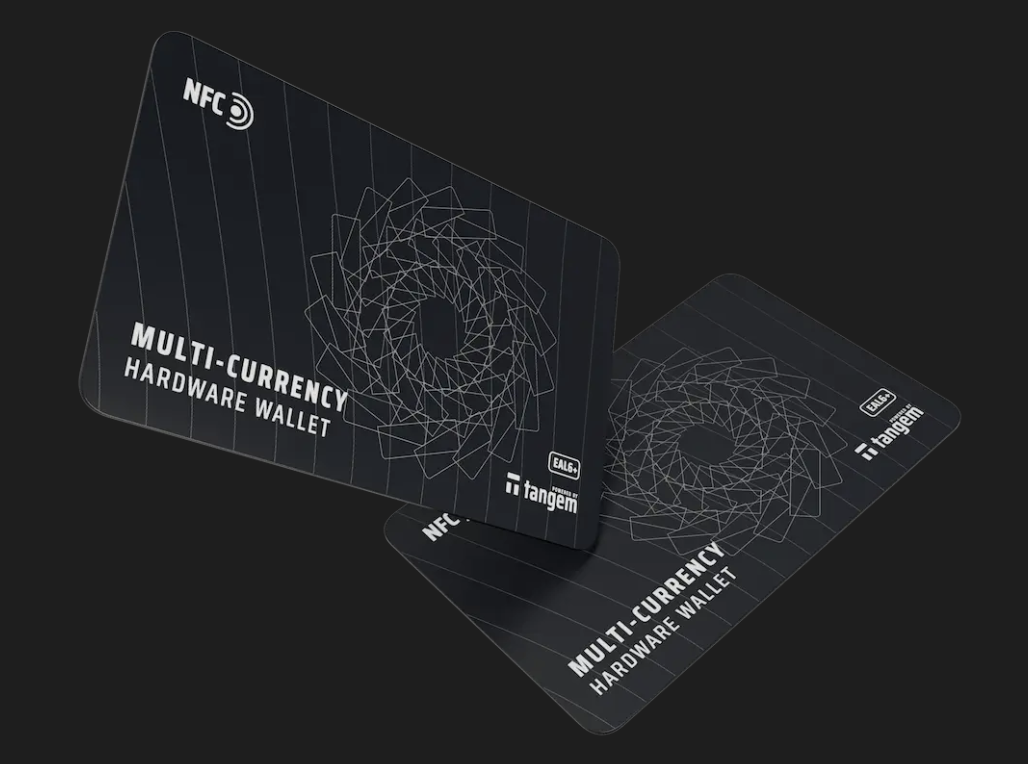 NFC
MULTI-CURRENCY
HARDWARE WALLET
EAL6+
POWERED BY
tangem
EAL6+
POWERED BY
tangem
NFC
MULTI-CURRENCY
HARDWARE WALLET